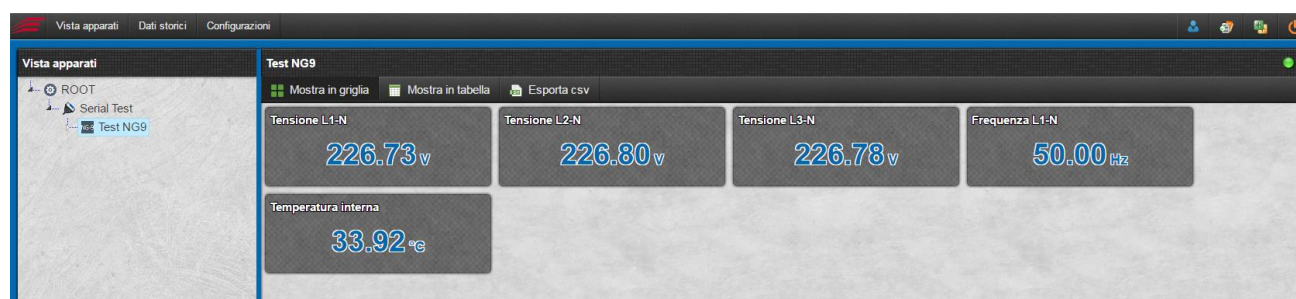 Vista apparati Dati storici Configurazioni
Vista apparati
ROOT
Serial Test
Test NG9
Test NG9
Mostra in griglia Mostra in tabella Esporta csv
Tensione L1-N
226.73 V
Tensione L2-N
226.80 V
Tensione L3-N
226.78 V
Frequenza L1-N
50.00 Hz
Temperatura interna
33.92 °C